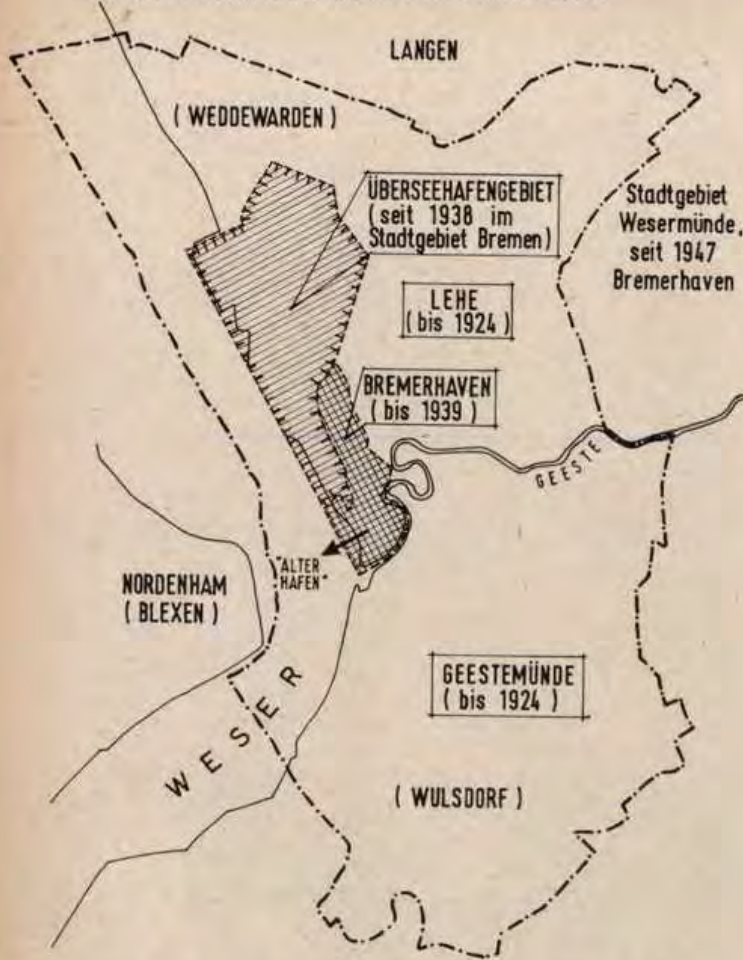 LANGEN
( WEDDEWARDEN )
ÜBERSEEHAFENGEBIET
(seit 1938 im
Stadtgebiet Bremen)
Stadtgebiet
Wesermünde,
seit 1947
Bremerhaven
LEHE
(bis 1924)
BREMERHAVEN
(bis 1939)
GEESTE
"ALTER
HAFEN"
NORDENHAM
( BLEXEN )
WESER
GEESTEMÜNDE
( bis 1924 )
( WULSDORF )